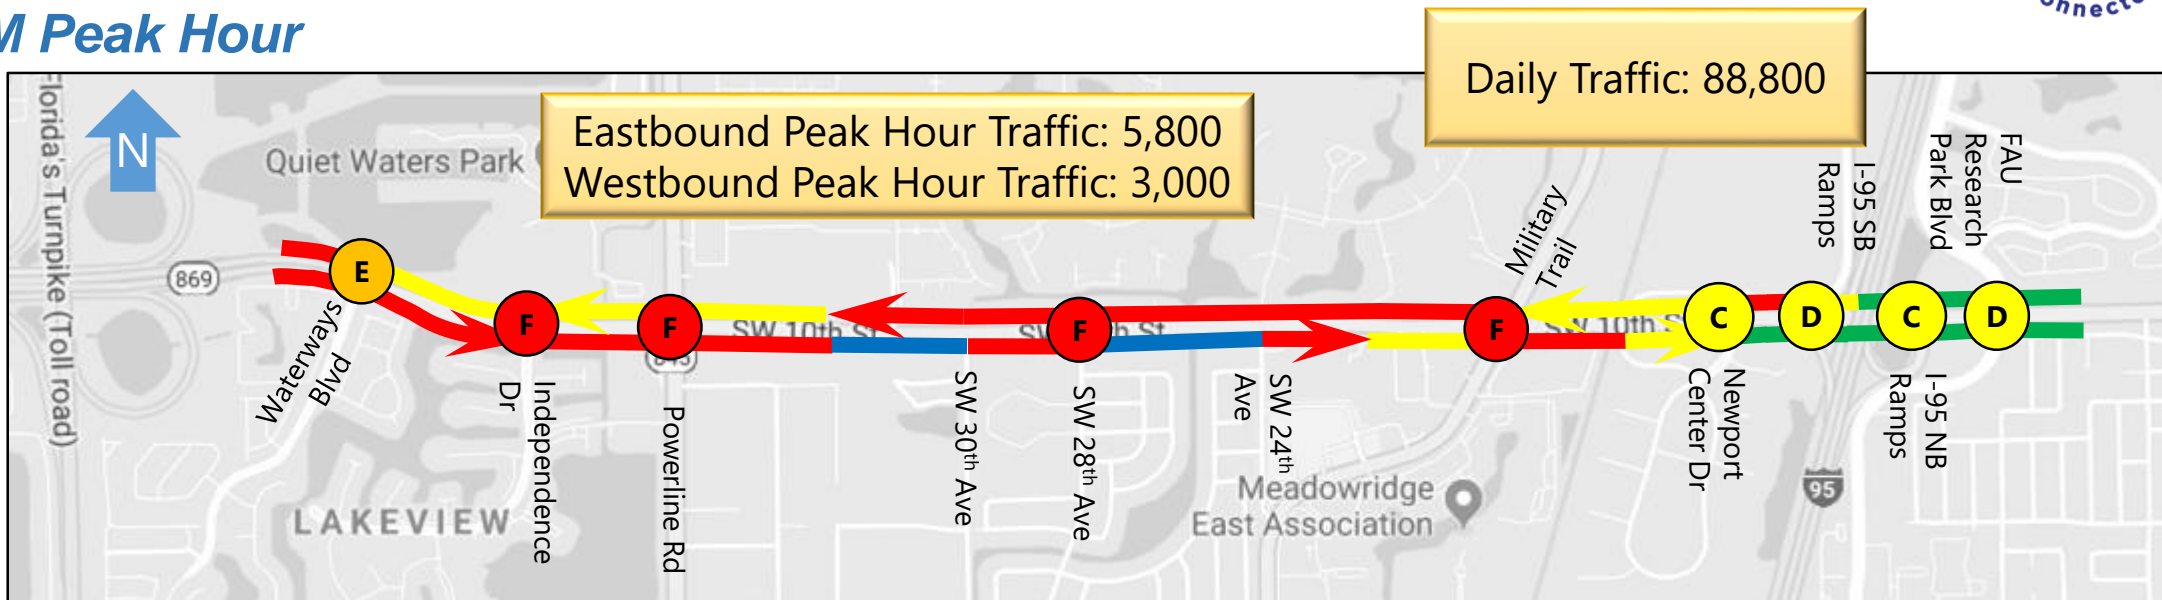 M Peak Hour
Daily Traffic: 88,800
Eastbound Peak Hour Traffic: 5,800
Westbound Peak Hour Traffic: 3,000
N
Quiet Waters Park
Florida's Turnpike (Toll road)
869
Military
Trail
I-95 SB
Ramps
FAU
Research
Park Blvd
E
F
F
F
F
C
D
C
D
SW 10th St
SW 10th S
Waterways
Blvd
Independence
Dr
Powerline Rd
SW 30th Ave
SW 28th Ave
SW 24th
Ave
Newport
Center Dr
I-95 NB
Ramps
95
LAKEVIEW
Meadowridge
East Association